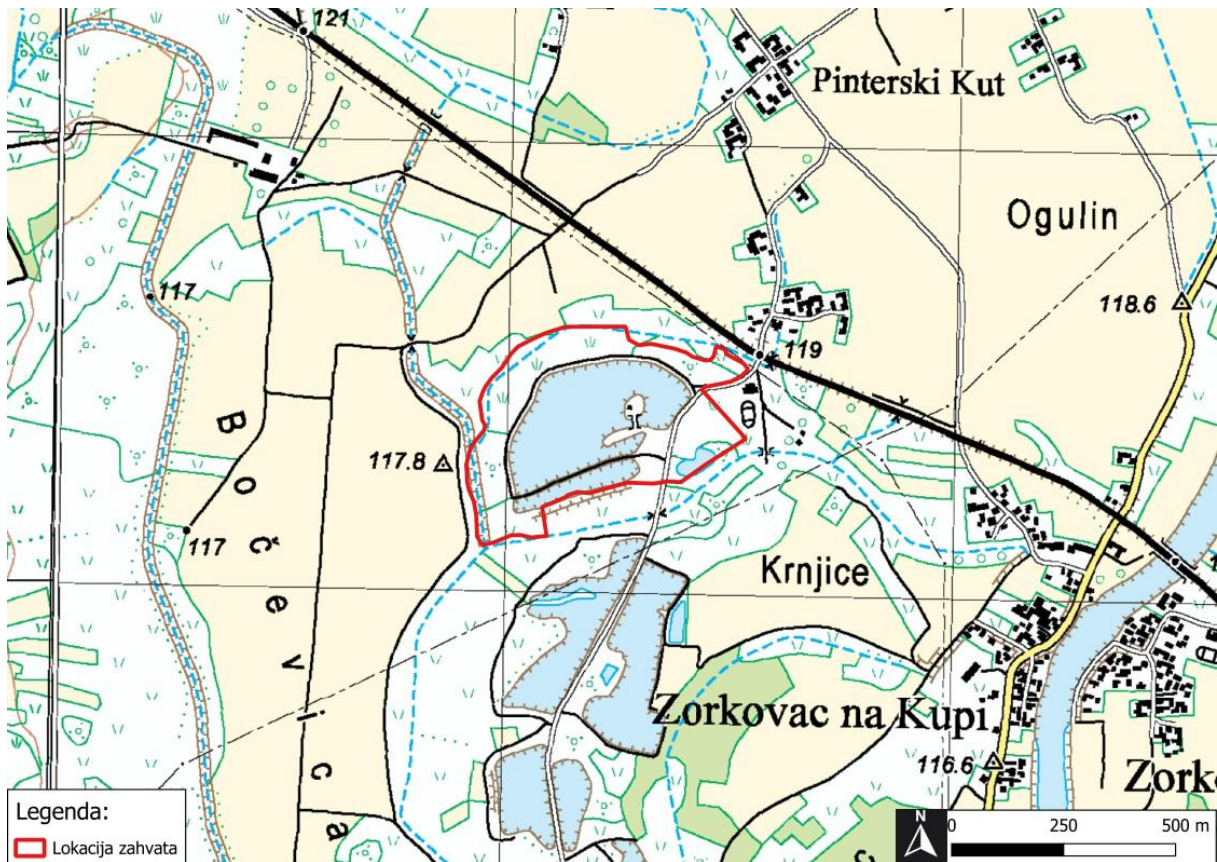 121
Pinterski Kut
Ogulin
117
118.6
119
Bočevica
117.8
117
Krnjice
Zorkovac na Kupi
116.6
Zork
Legenda:
Lokacija zahvata
N
0 250 500 m